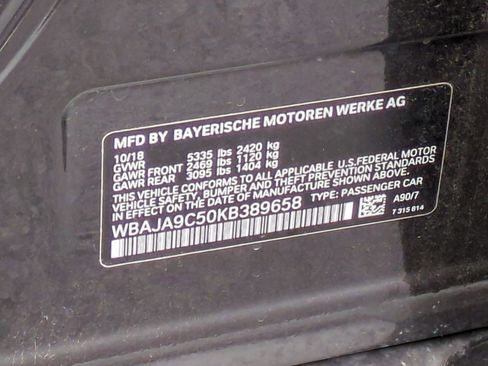 MFD BY BAYERISCHE MOTOREN WERKE AG
10/18
GVWR 5335 lbs 2420 kg
GAWR FRONT 2469 lbs 1120 kg
GAWR REAR 3095 lbs 1404 kg
THIS VEHICLE CONFORMS TO ALL APPLICABLE U.S.FEDERAL MOTOR
VEHICLE SAFETY, BUMPER AND THEFT PREVENTION STANDARDS
IN EFFECT ON THE DATE OF MANUFACTURE SHOWN ABOVE.
WBAJA9C50KB389658 TYPE: PASSENGER CAR
A90/7
7 315 814